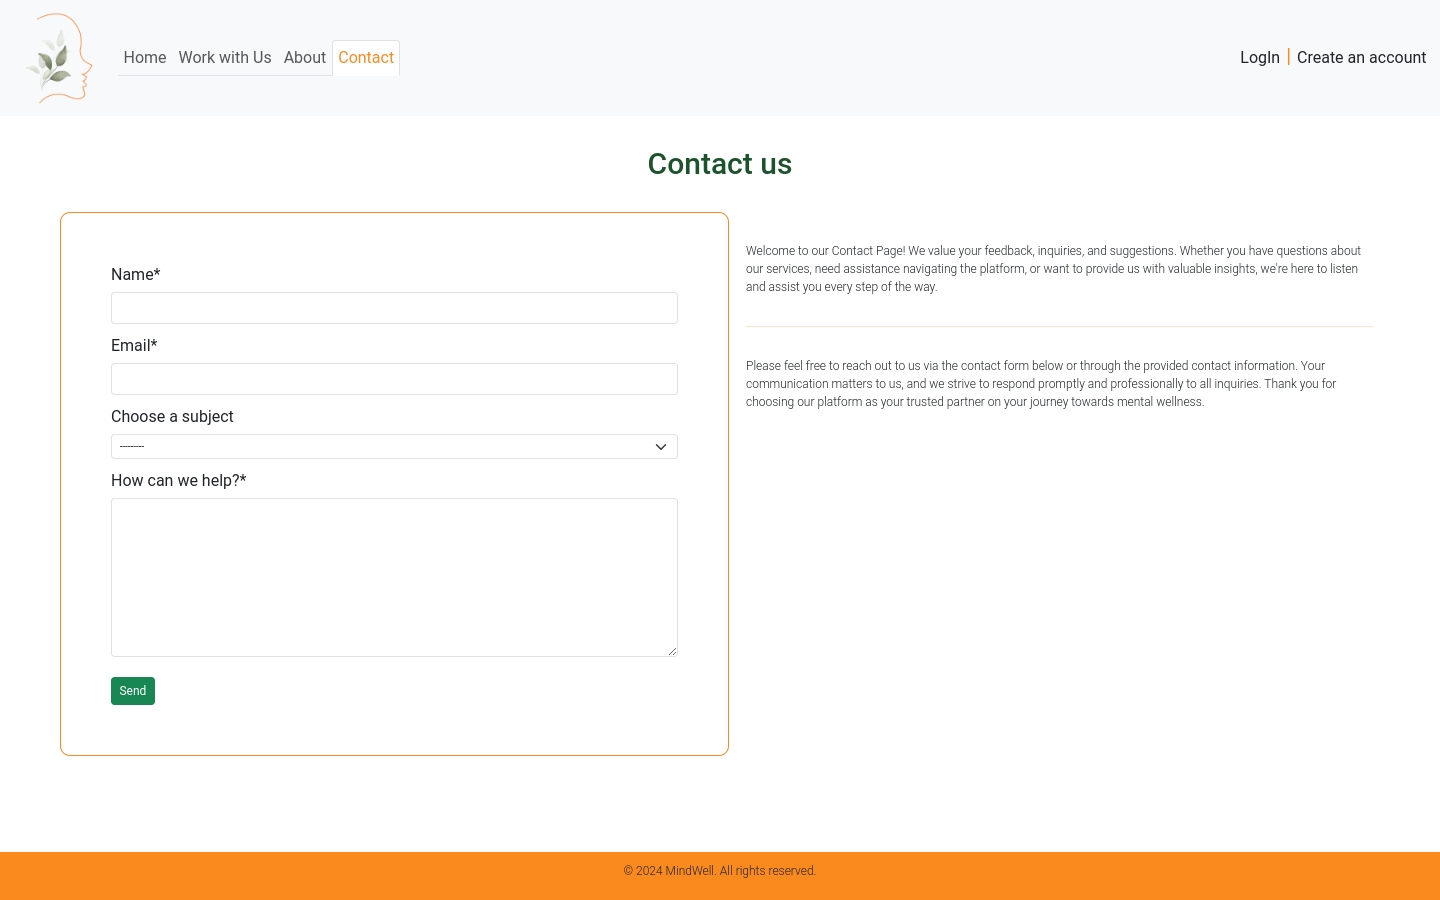 Home Work with Us About Contact
LogIn | Create an account
Contact us
Name*
Email*
Choose a subject
---------
How can we help?*
Send
Welcome to our Contact Page! We value your feedback, inquiries, and suggestions. Whether you have questions about
our services, need assistance navigating the platform, or want to provide us with valuable insights, we're here to listen
and assist you every step of the way.
Please feel free to reach out to us via the contact form below or through the provided contact information. Your
communication matters to us, and we strive to respond promptly and professionally to all inquiries. Thank you for
choosing our platform as your trusted partner on your journey towards mental wellness.
© 2024 MindWell. All rights reserved.